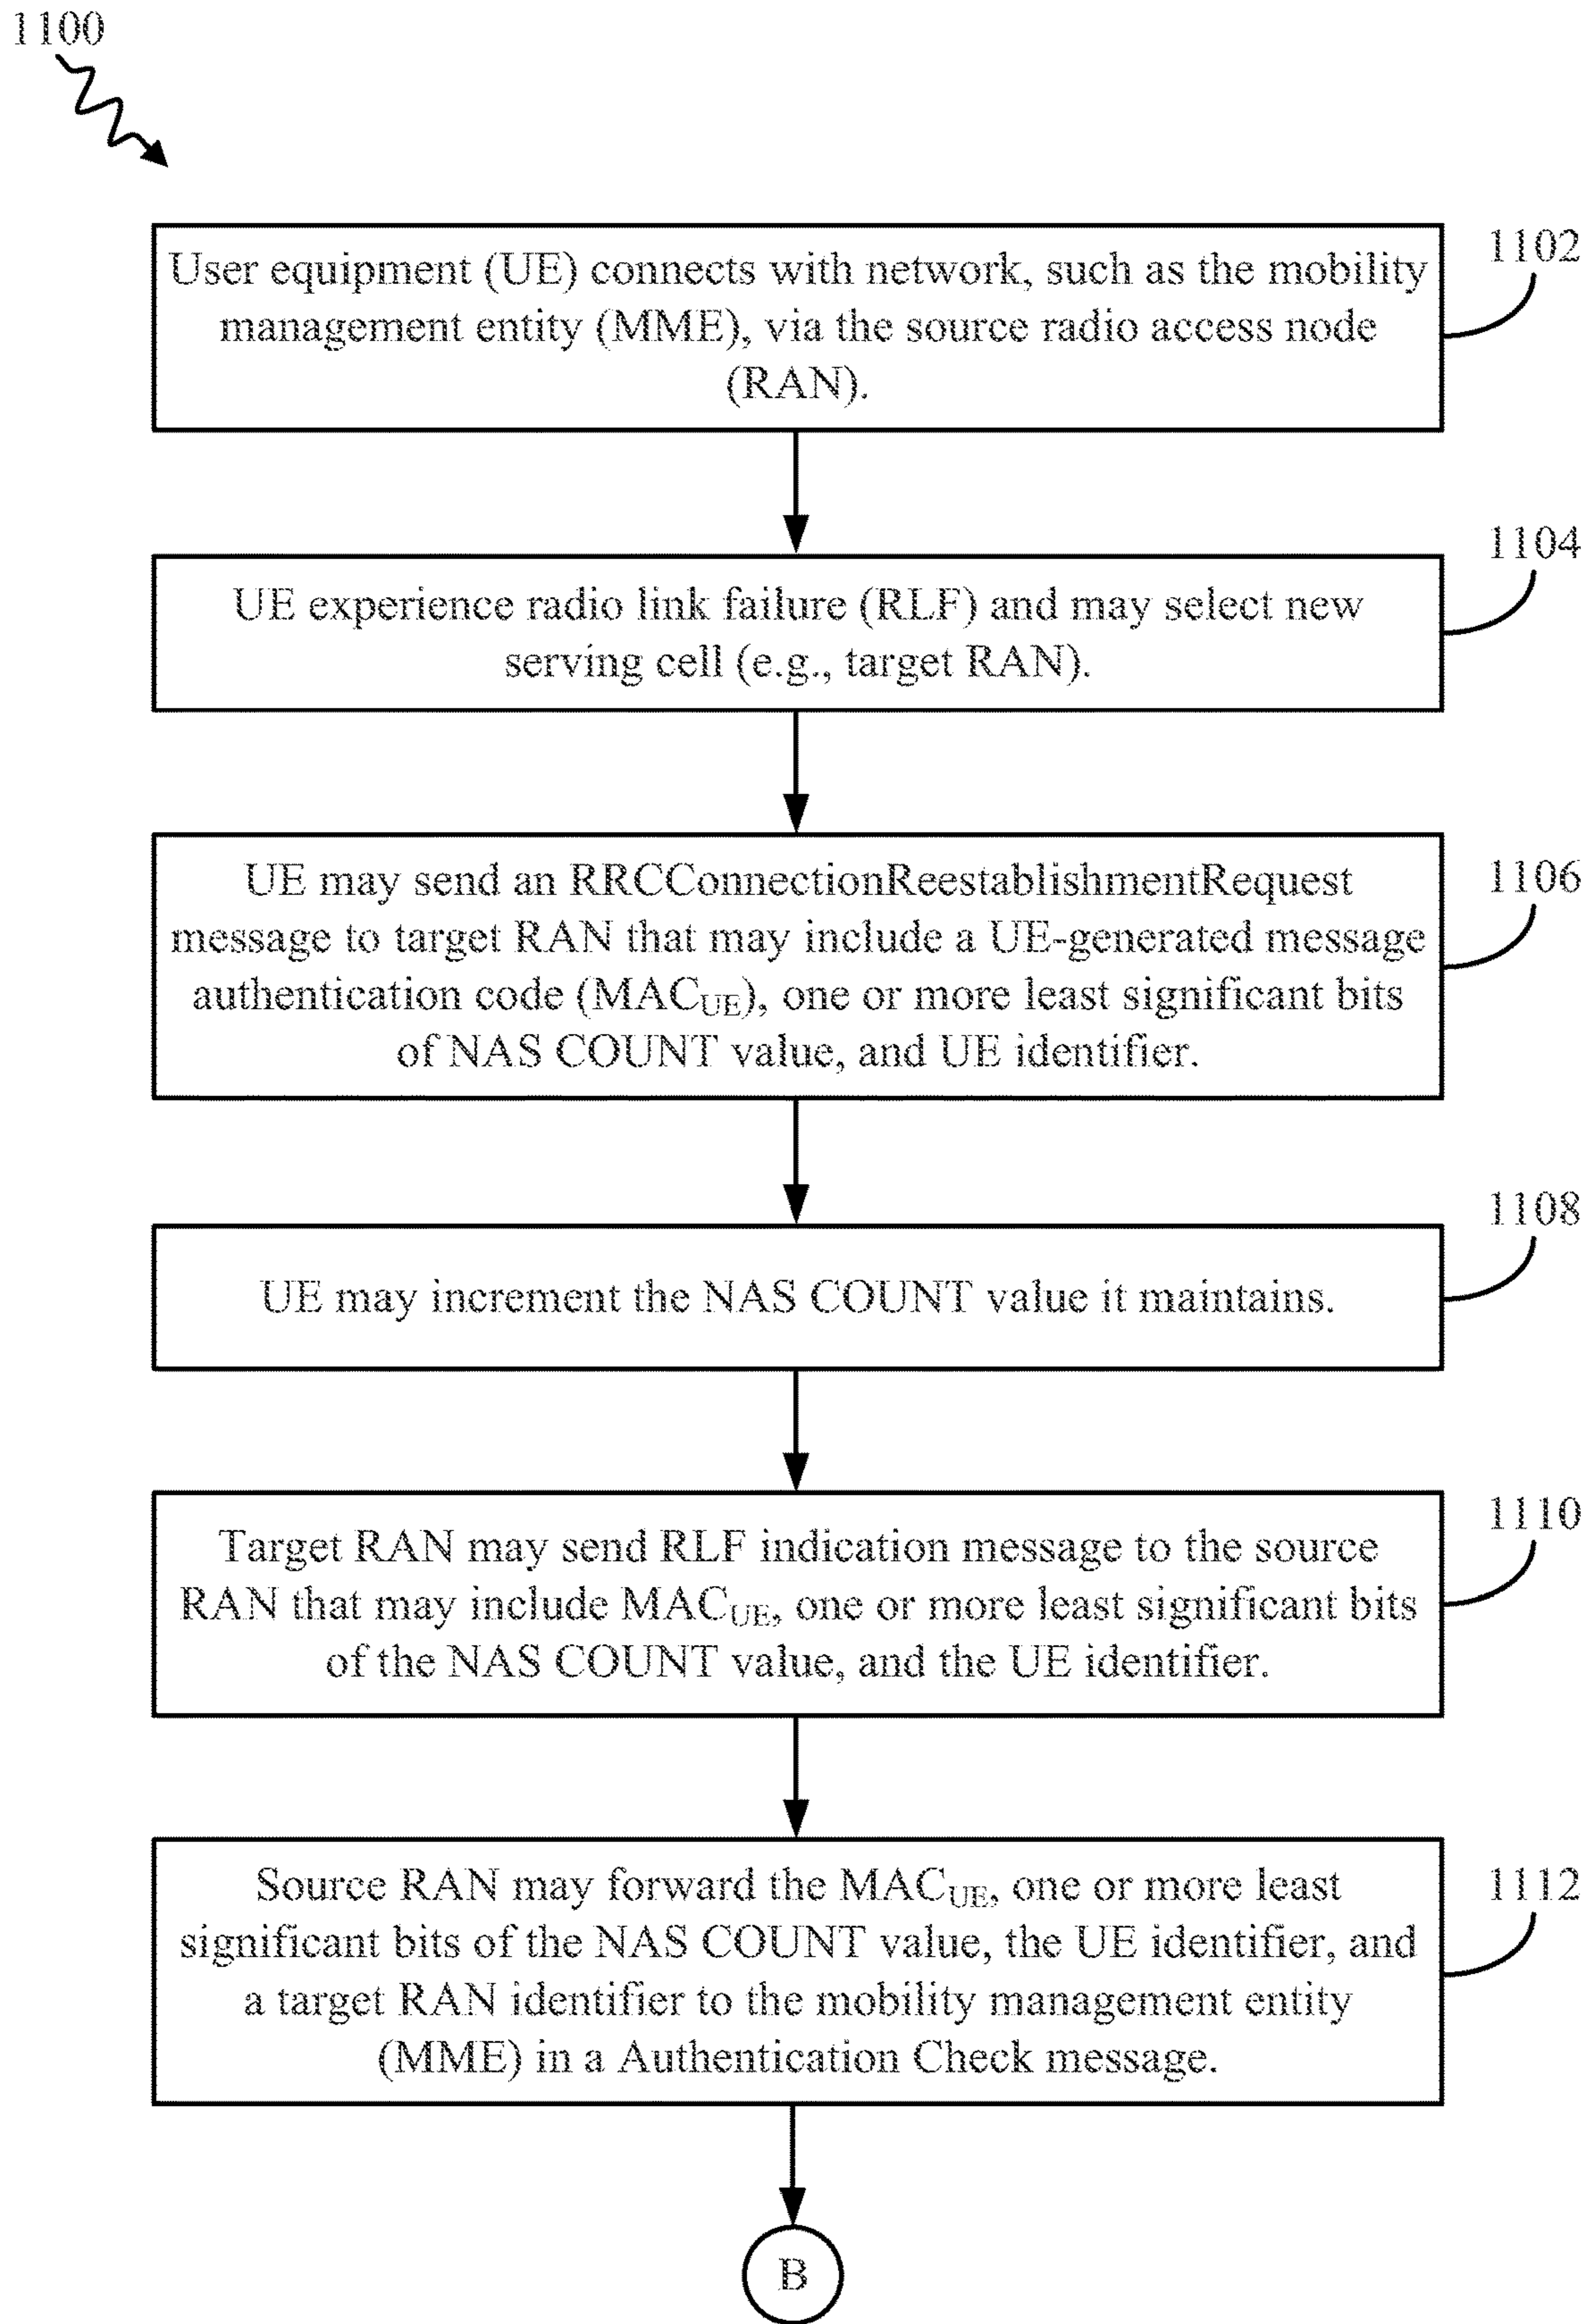 1100
1102
User equipment (UE) connects with network, such as the mobility
management entity (MME), via the source radio access node
(RAN).
1104
UE experience radio link failure (RLF) and may select new
serving cell (e.g., target RAN).
1106
UE may send an RRCConnectionReestablishmentRequest
message to target RAN that may include a UE-generated message
authentication code (MACUE), one or more least significant bits
of NAS COUNT value, and UE identifier.
1108
UE may increment the NAS COUNT value it maintains.
1110
Target RAN may send RLF indication message to the source
RAN that may include MACUE, one or more least significant bits
of the NAS COUNT value, and the UE identifier.
1112
Source RAN may forward the MACUE, one or more least
significant bits of the NAS COUNT value, the UE identifier, and
a target RAN identifier to the mobility management entity
(MME) in a Authentication Check message.
B